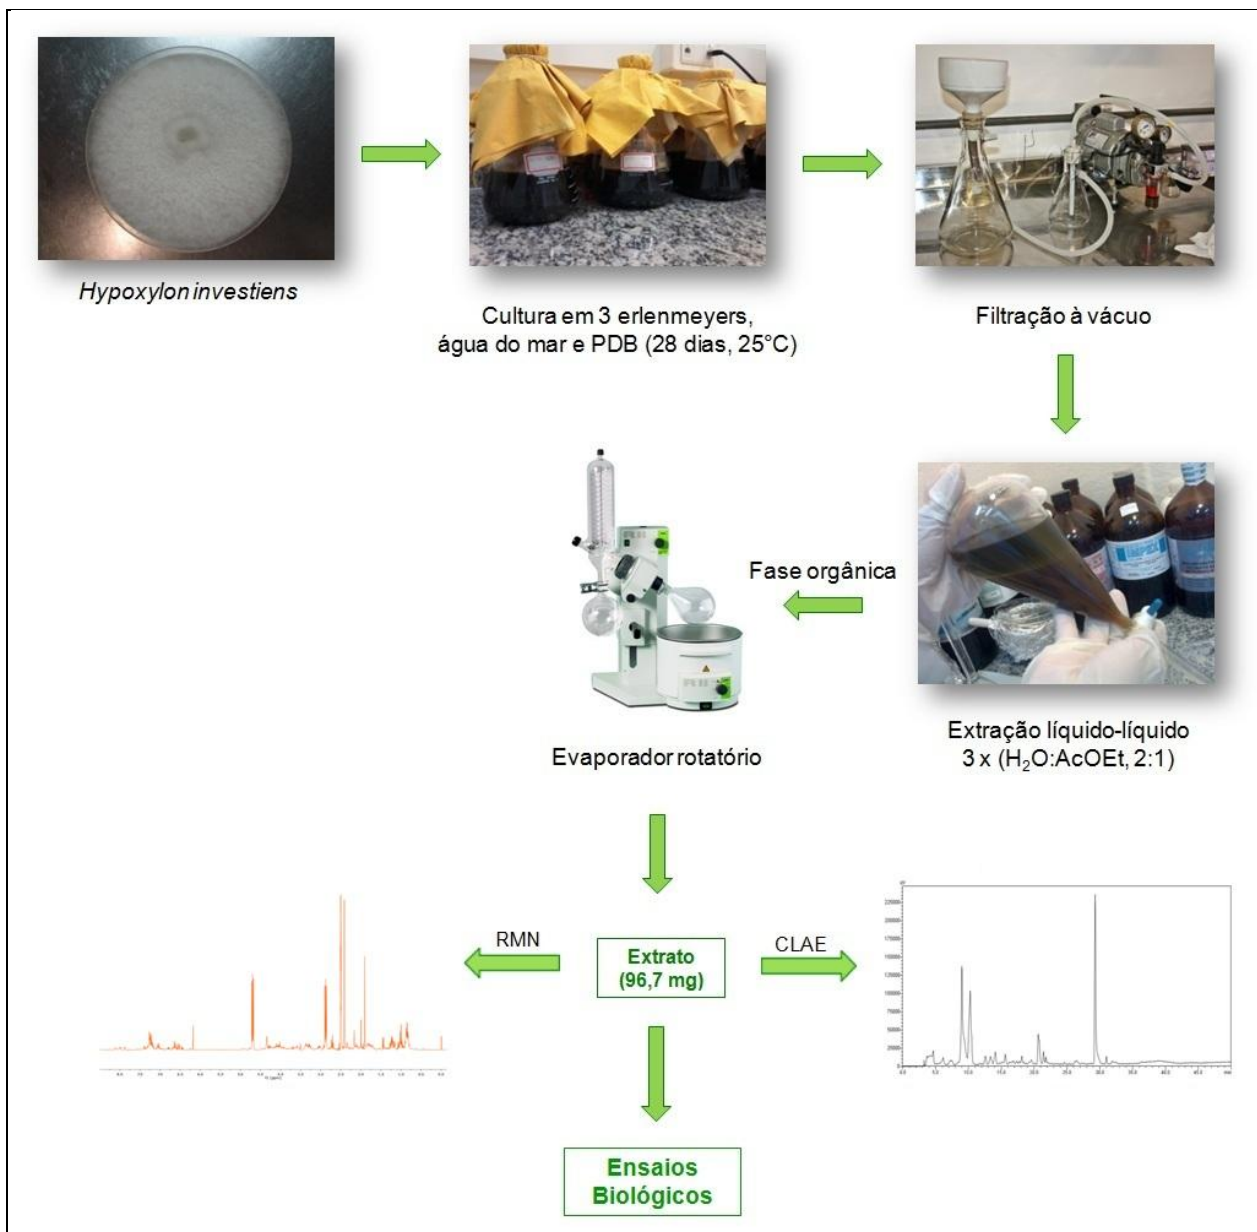 Hypoxylon investiens
Cultura em 3 erlenmeyers,
água do mar e PDB (28 dias, 25°C)
Filtração à vácuo
Extração líquido-líquido
3 x (H₂O:AcOEt, 2:1)
IMPEX
Fase orgânica
Evaporador rotatório
RMN
Extrato
(96,7 mg)
CLAE
Ensaios
Biológicos